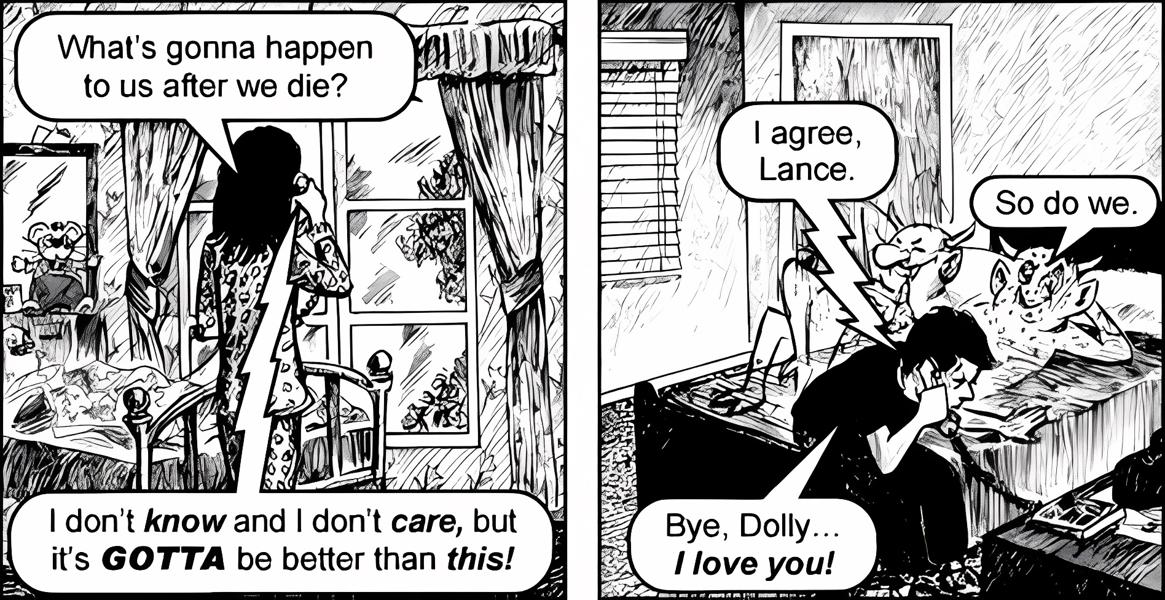 What's gonna happen
to us after we die?
I don't know and I don't care, but
it's GOTTA be better than this!
I agree,
Lance.
So do we.
Bye, Dolly...
I love you!